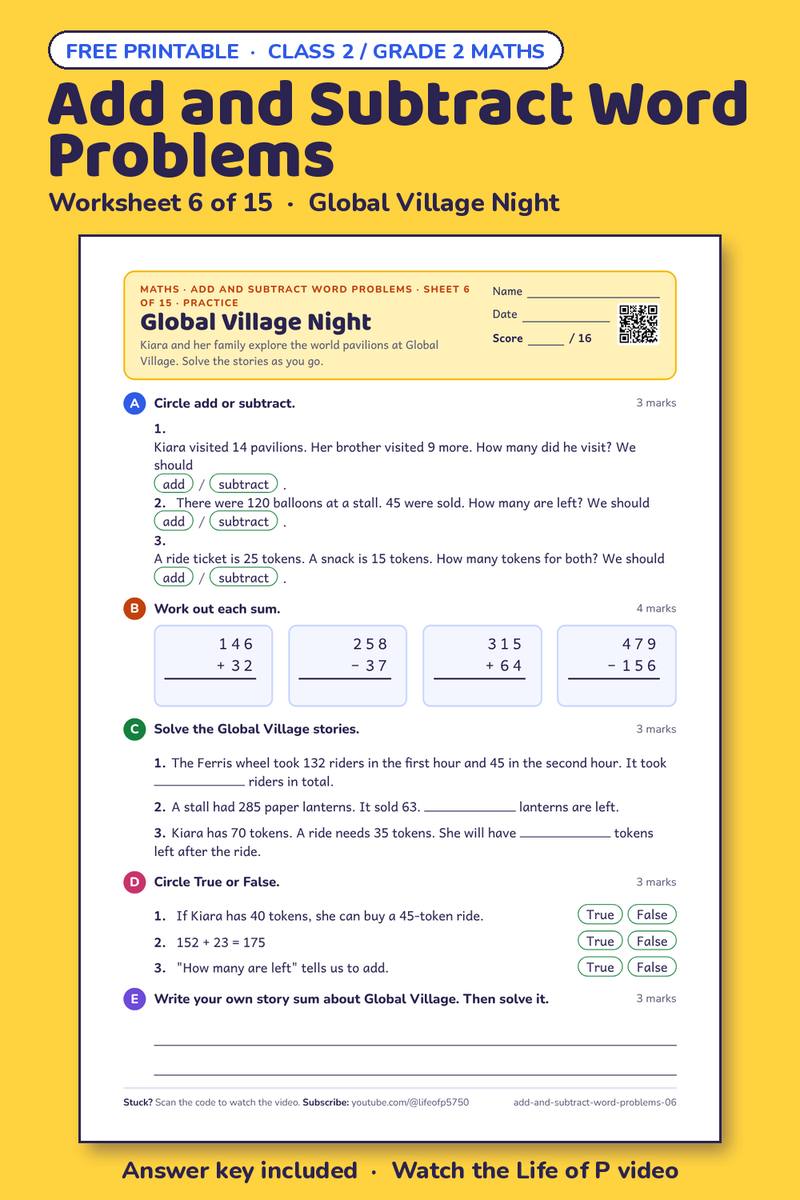 FREE PRINTABLE · CLASS 2 / GRADE 2 MATHS
Add and Subtract Word
Problems
Worksheet 6 of 15 · Global Village Night
MATHS · ADD AND SUBTRACT WORD PROBLEMS · SHEET 6
OF 15 · PRACTICE
Global Village Night
Kiara and her family explore the world pavilions at Global
Village. Solve the stories as you go.
Name
Date
Score ______ / 16
A Circle add or subtract. 3 marks
1.
Kiara visited 14 pavilions. Her brother visited 9 more. How many did he visit? We
should
add / subtract .
2. There were 120 balloons at a stall. 45 were sold. How many are left? We should
add / subtract .
3.
A ride ticket is 25 tokens. A snack is 15 tokens. How many tokens for both? We should
add / subtract .
B Work out each sum. 4 marks
146 258 315 479
+ 32 − 37 + 64 − 156
C Solve the Global Village stories. 3 marks
1. The Ferris wheel took 132 riders in the first hour and 45 in the second hour. It took
____________ riders in total.
2. A stall had 285 paper lanterns. It sold 63. ____________ lanterns are left.
3. Kiara has 70 tokens. A ride needs 35 tokens. She will have ____________ tokens
left after the ride.
D Circle True or False. 3 marks
1. If Kiara has 40 tokens, she can buy a 45-token ride. True False
2. 152 + 23 = 175 True False
3. "How many are left" tells us to add. True False
E Write your own story sum about Global Village. Then solve it. 3 marks
Stuck? Scan the code to watch the video. Subscribe: youtube.com/@lifeofp5750 add-and-subtract-word-problems-06
Answer key included · Watch the Life of P video